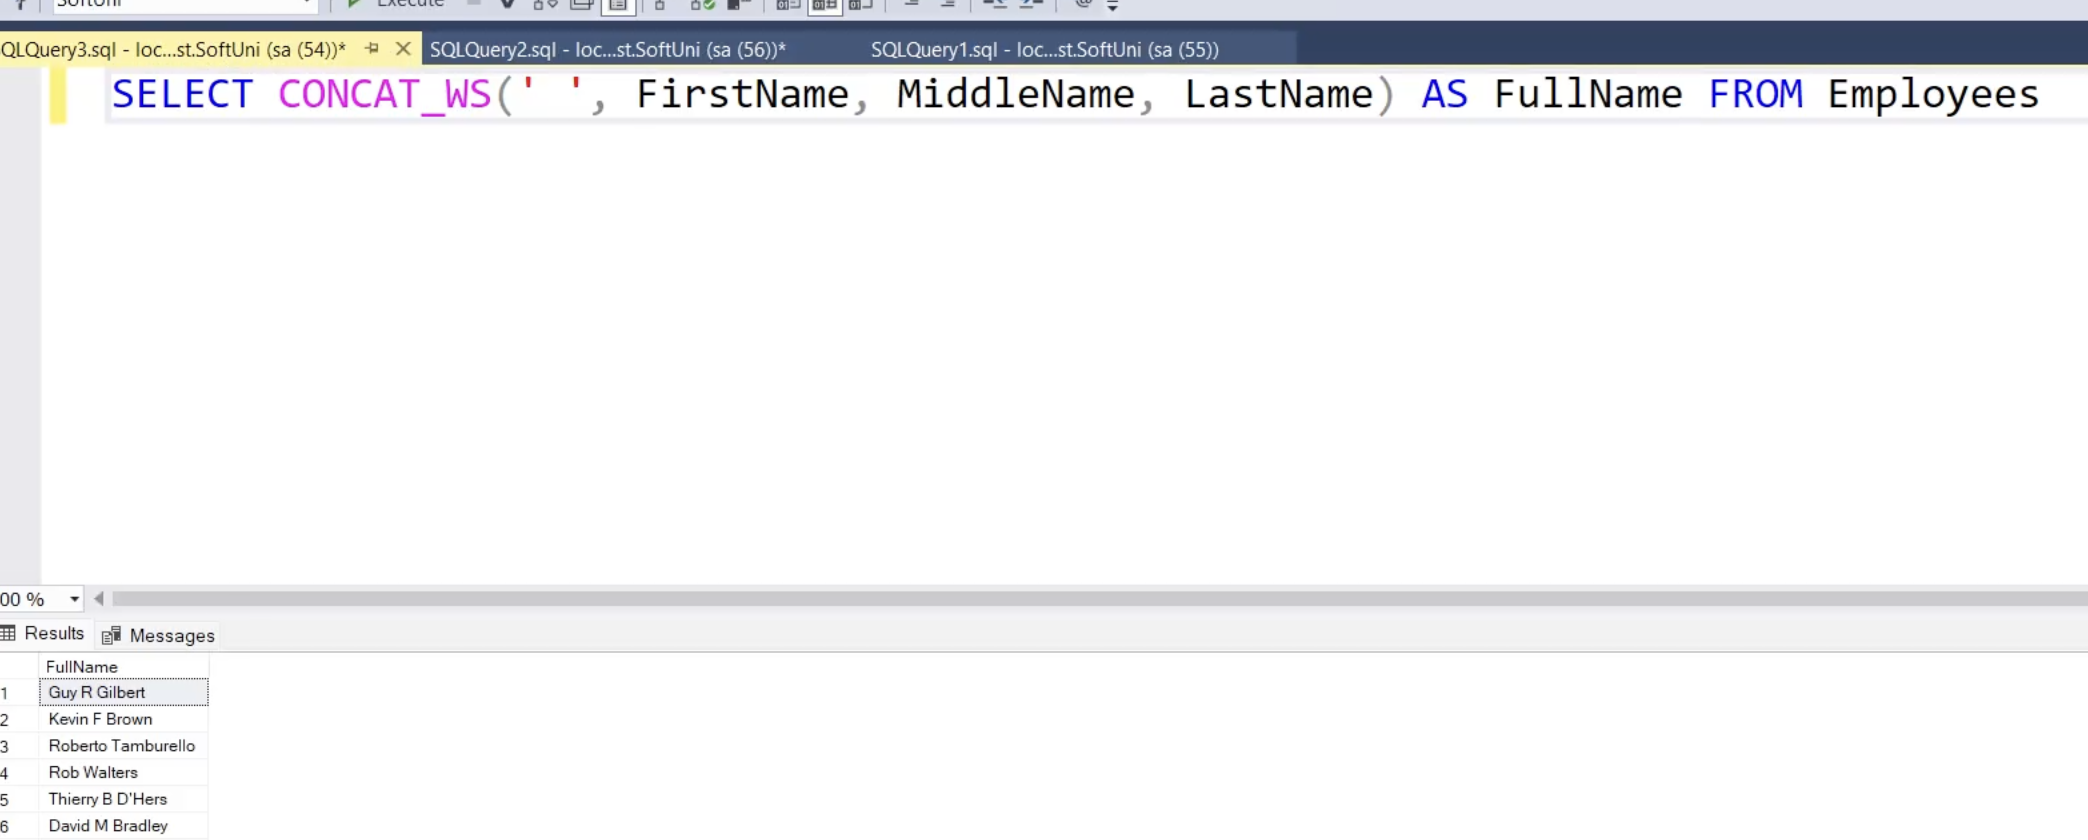 Execute
QLQuery3.sql - loc...st.SoftUni (sa (54))* SQLQuery2.sql - loc...st.SoftUni (sa (56))* SQLQuery1.sql - loc...st.SoftUni (sa (55))
SELECT CONCAT_WS(' ', FirstName, MiddleName, LastName) AS FullName FROM Employees
00 %
Results Messages
FullName
1 Guy R Gilbert
2 Kevin F Brown
3 Roberto Tamburello
4 Rob Walters
5 Thierry B D'Hers
6 David M Bradley